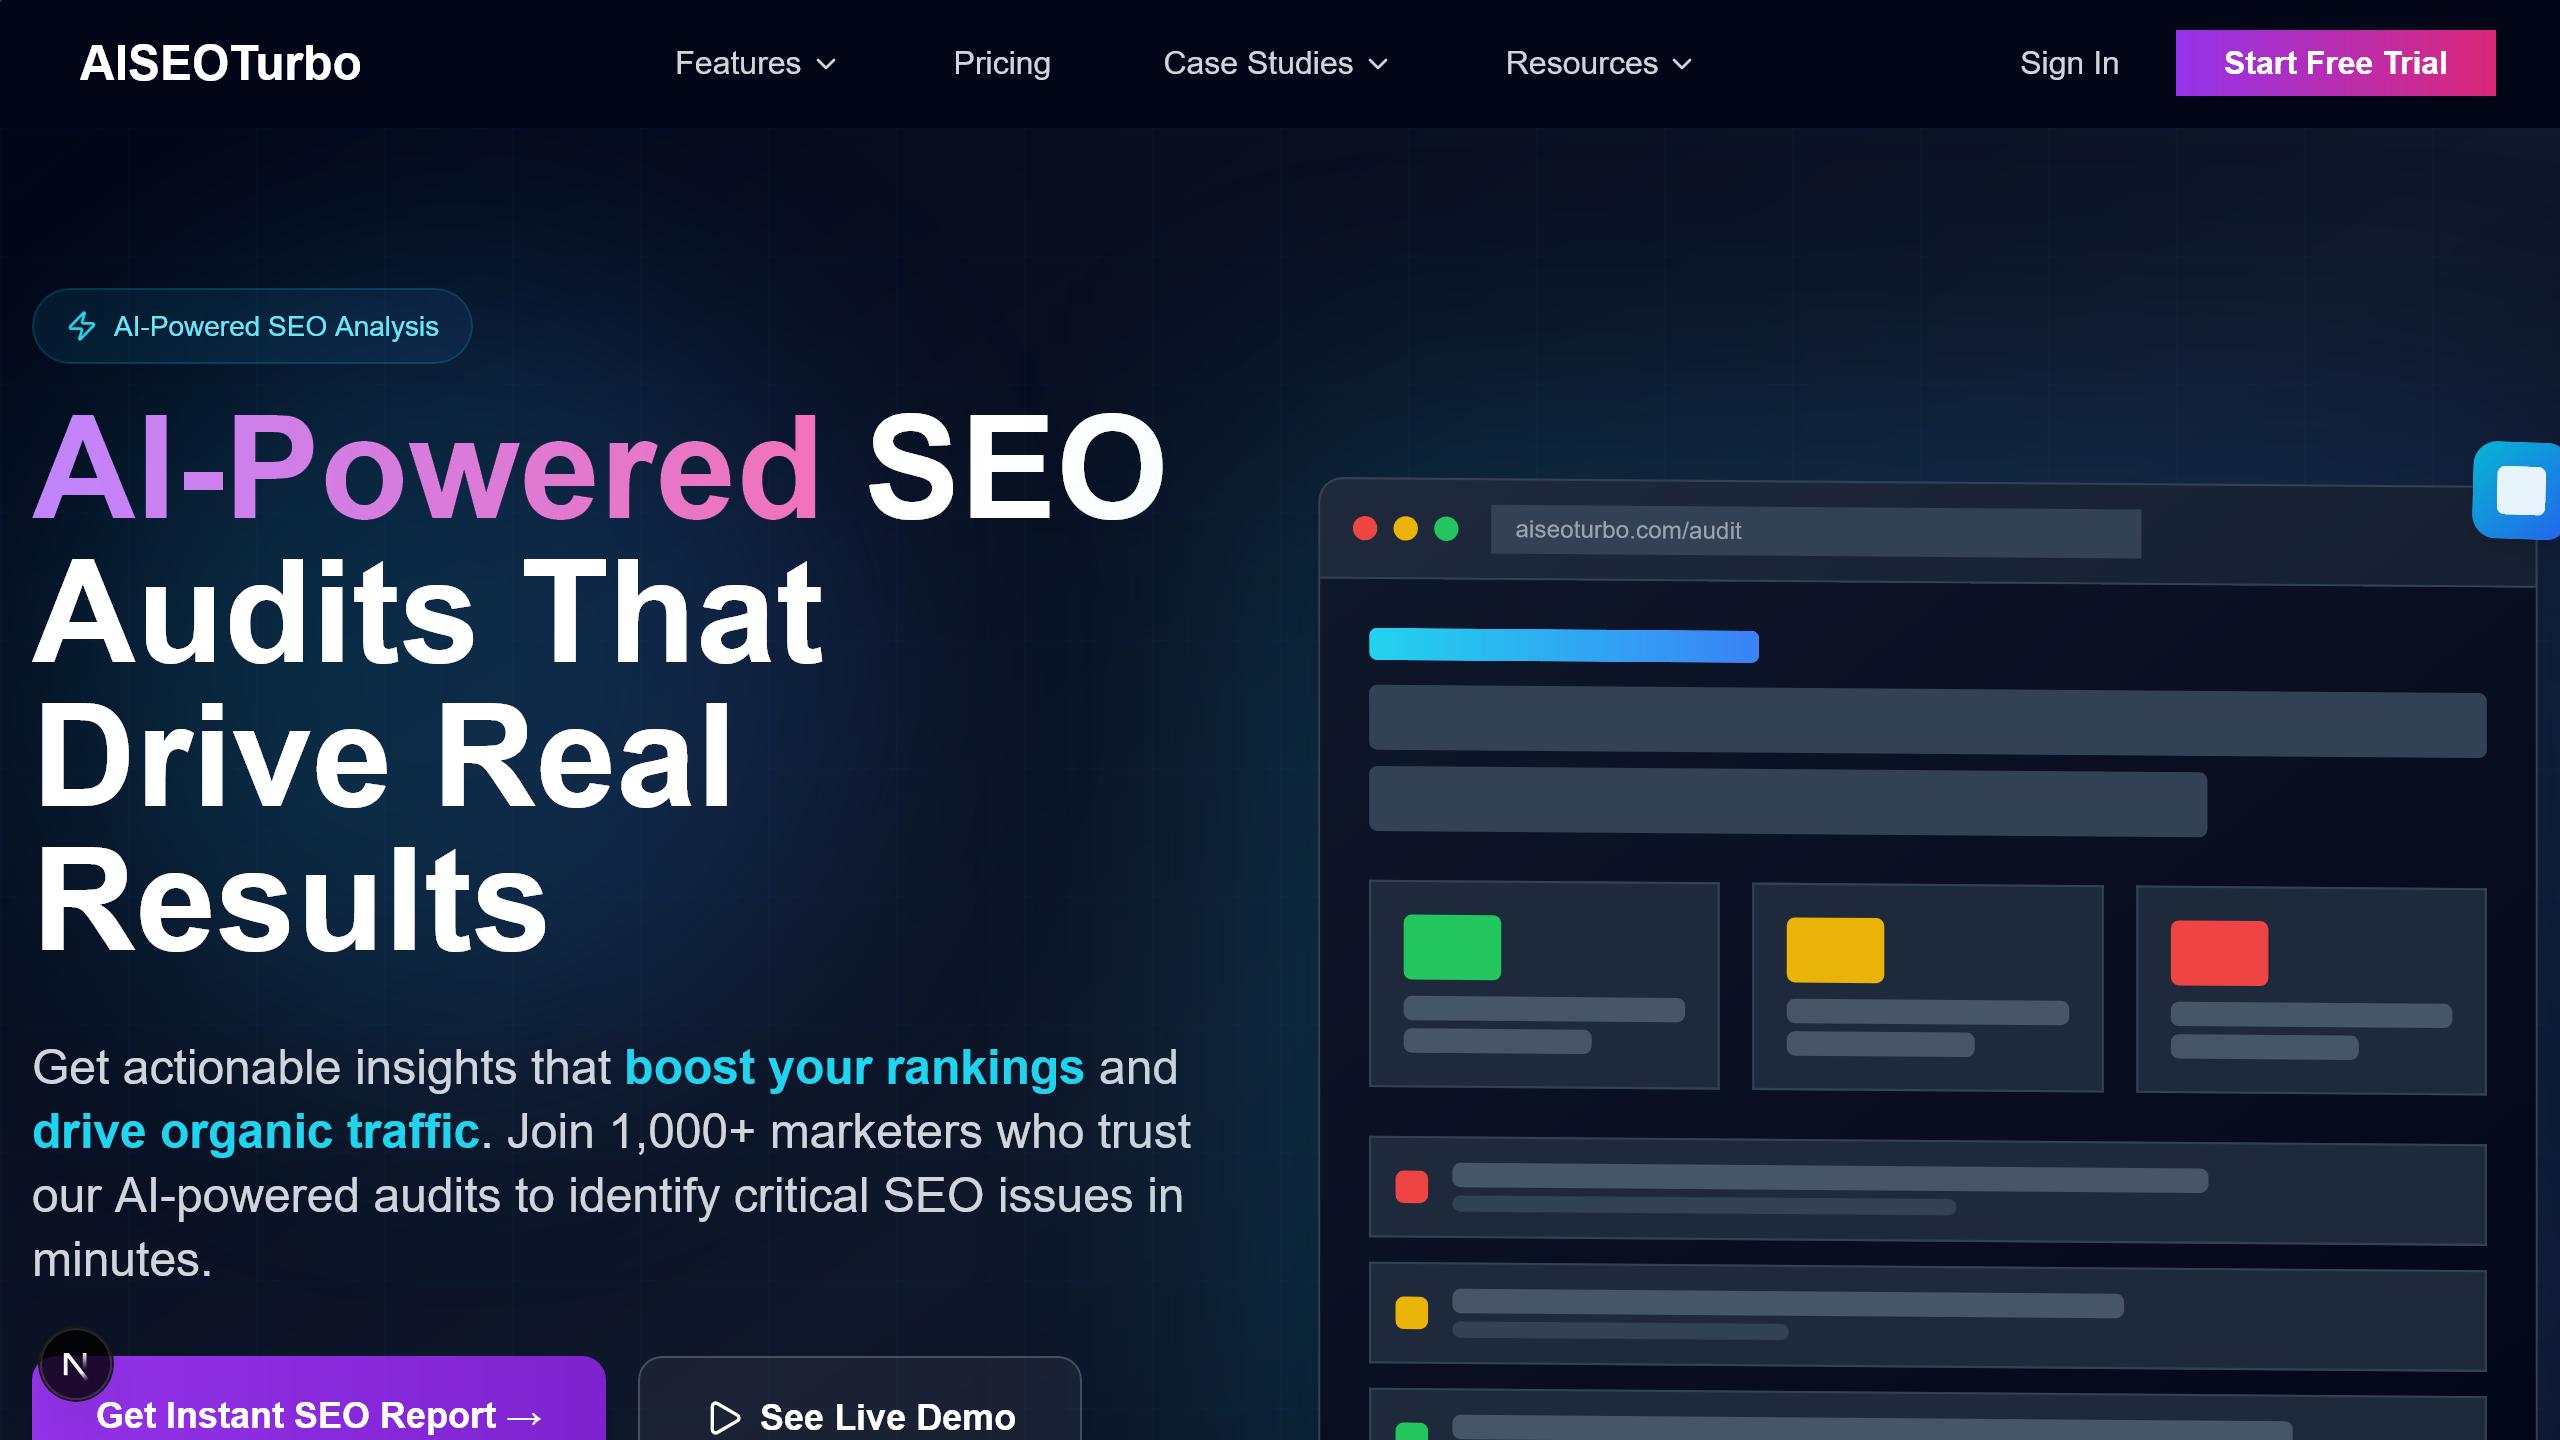 AISEOTurbo
Features
Pricing
Case Studies
Resources
Sign In
Start Free Trial
AI-Powered SEO Analysis
AI-Powered SEO
Audits That
Drive Real
Results
Get actionable insights that boost your rankings and
drive organic traffic. Join 1,000+ marketers who trust
our AI-powered audits to identify critical SEO issues in
minutes.
N
Get Instant SEO Report →
See Live Demo
aiseoturbo.com/audit